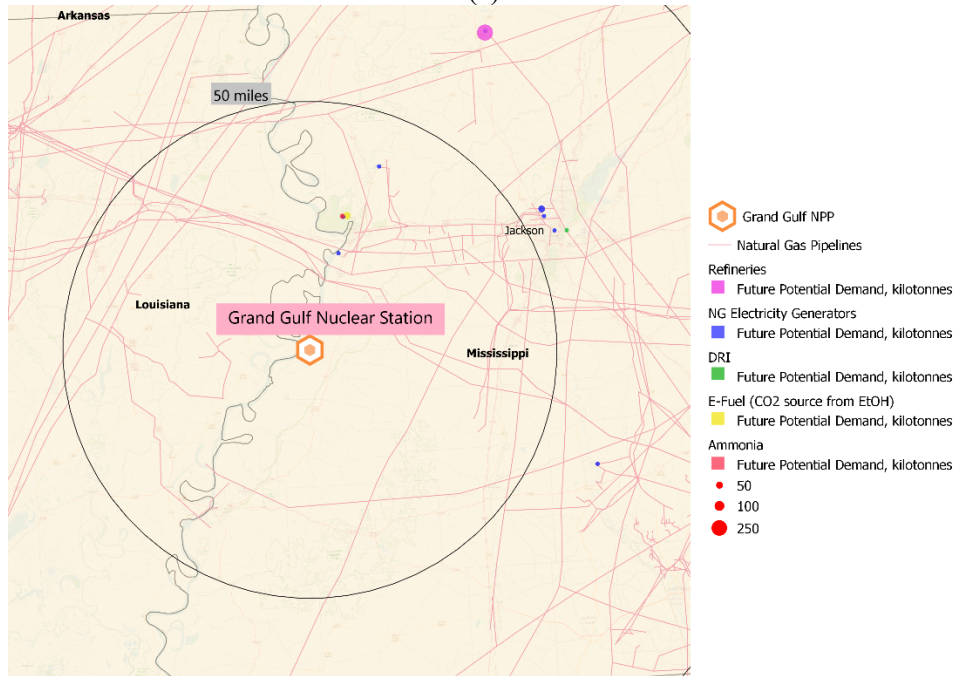 Arkansas
50 miles
Jackson
Louisiana
Grand Gulf Nuclear Station
Mississippi
Grand Gulf NPP
Natural Gas Pipelines
Refineries
Future Potential Demand, kilotonnes
NG Electricity Generators
Future Potential Demand, kilotonnes
DRI
Future Potential Demand, kilotonnes
E-Fuel (CO2 source from EtOH)
Future Potential Demand, kilotonnes
Ammonia
Future Potential Demand, kilotonnes
50
100
250